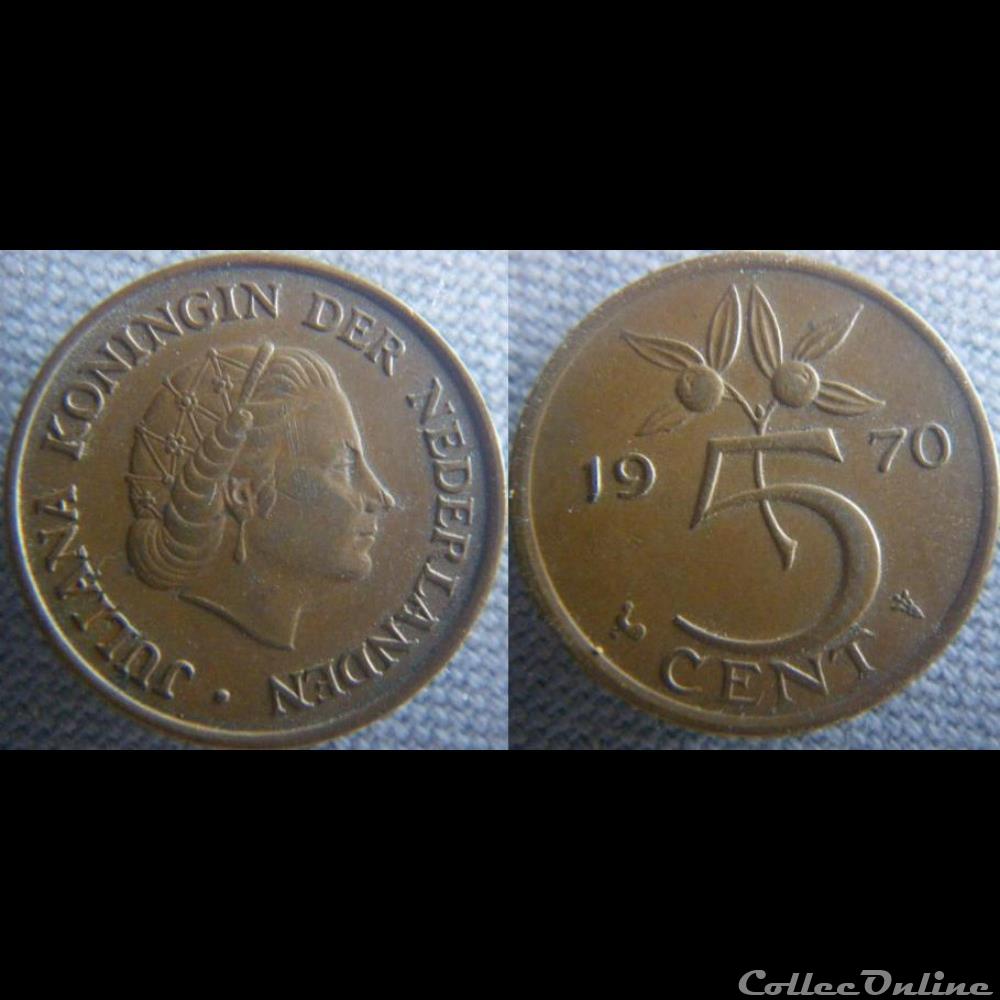 JULIANA KONINGIN DER NEDERLANDEN •
19 70
5
CENT
CollecOnline